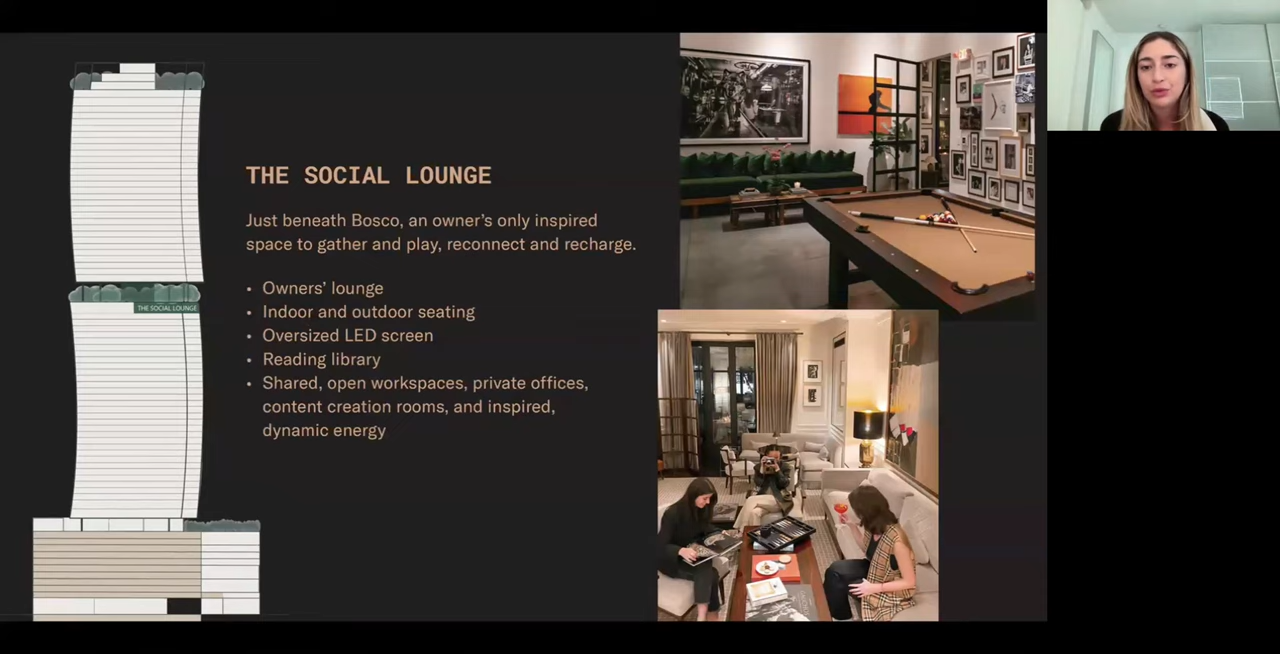 THE SOCIAL LOUNGE
Just beneath Bosco, an owner's only inspired
space to gather and play, reconnect and recharge.
• Owners' lounge
• Indoor and outdoor seating
• Oversized LED screen
• Reading library
• Shared, open workspaces, private offices,
content creation rooms, and inspired,
dynamic energy
THE SOCIAL LOUNGE